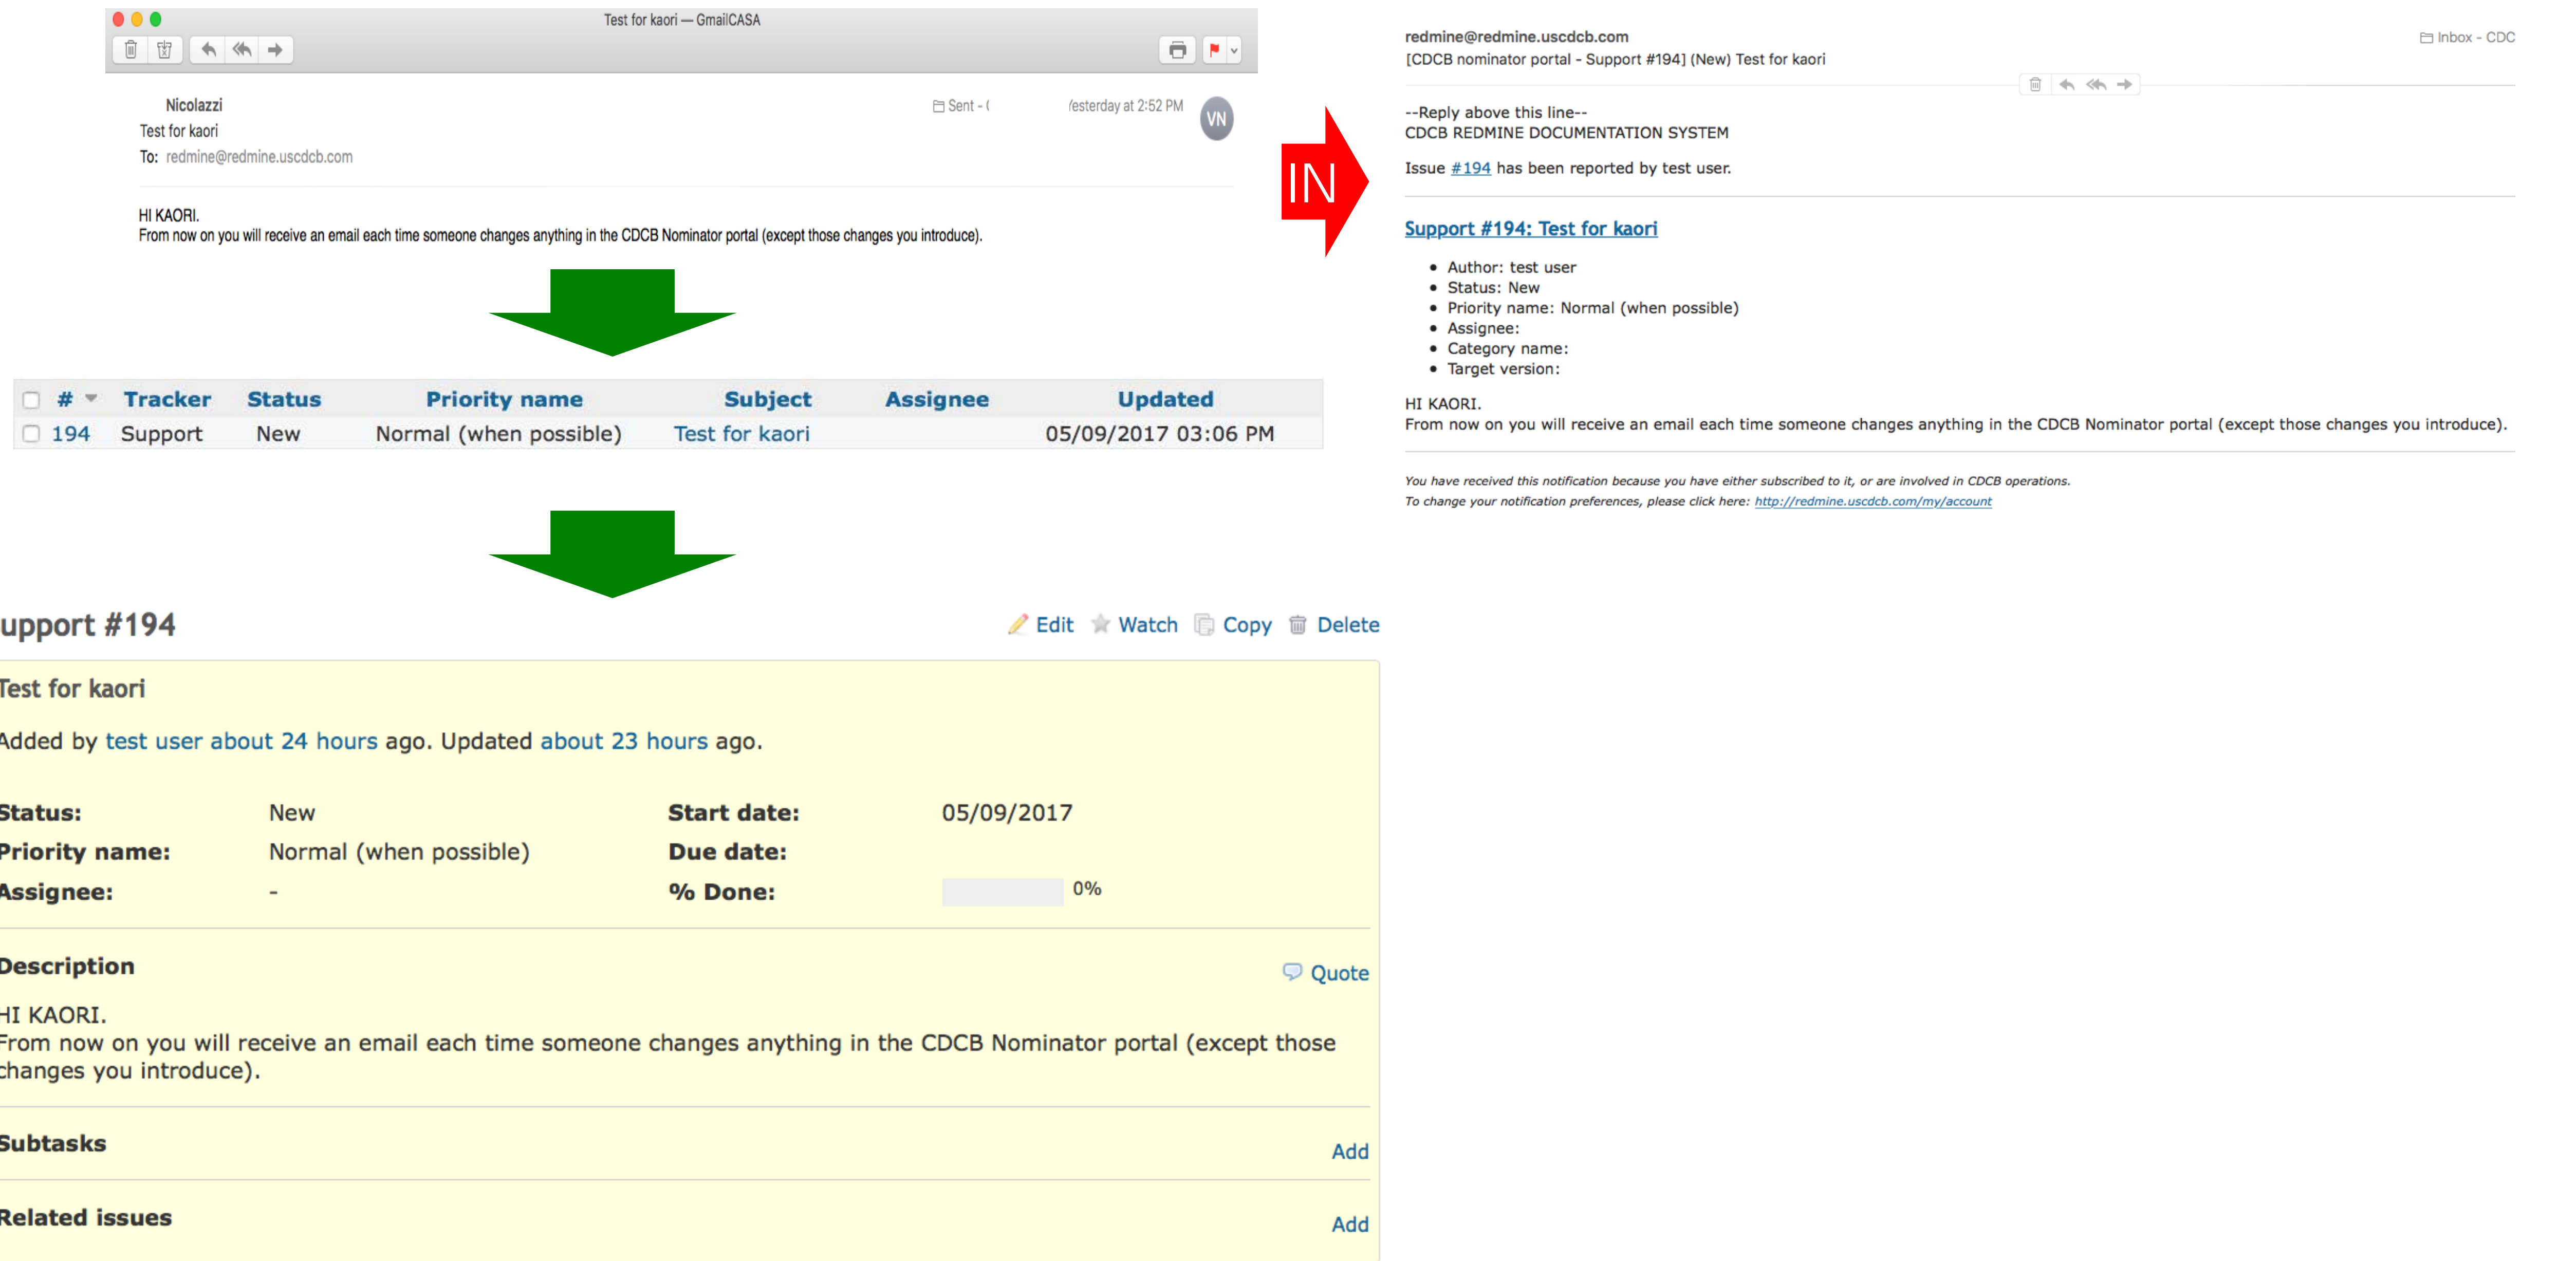 Test for kaori — GmailCASA
Nicolazzi
Sent - (
Yesterday at 2:52 PM
VN
Test for kaori
To: redmine@redmine.uscdcb.com
HI KAORI.
From now on you will receive an email each time someone changes anything in the CDCB Nominator portal (except those changes you introduce).
IN
redmine@redmine.uscdcb.com
Inbox - CDC
[CDCB nominator portal - Support #194] (New) Test for kaori
--Reply above this line--
CDCB REDMINE DOCUMENTATION SYSTEM
Issue #194 has been reported by test user.
Support #194: Test for kaori
• Author: test user
• Status: New
• Priority name: Normal (when possible)
• Assignee:
• Category name:
• Target version:
HI KAORI.
From now on you will receive an email each time someone changes anything in the CDCB Nominator portal (except those changes you introduce).
You have received this notification because you have either subscribed to it, or are involved in CDCB operations.
To change your notification preferences, please click here: http://redmine.uscdcb.com/my/account
# Tracker Status Priority name Subject Assignee Updated
194 Support New Normal (when possible) Test for kaori 05/09/2017 03:06 PM
upport #194
Edit Watch Copy Delete
Test for kaori
Added by test user about 24 hours ago. Updated about 23 hours ago.
Status: New Start date: 05/09/2017
Priority name: Normal (when possible) Due date:
Assignee: - % Done: 0%
Description
Quote
HI KAORI.
From now on you will receive an email each time someone changes anything in the CDCB Nominator portal (except those
changes you introduce).
Subtasks
Add
Related issues
Add